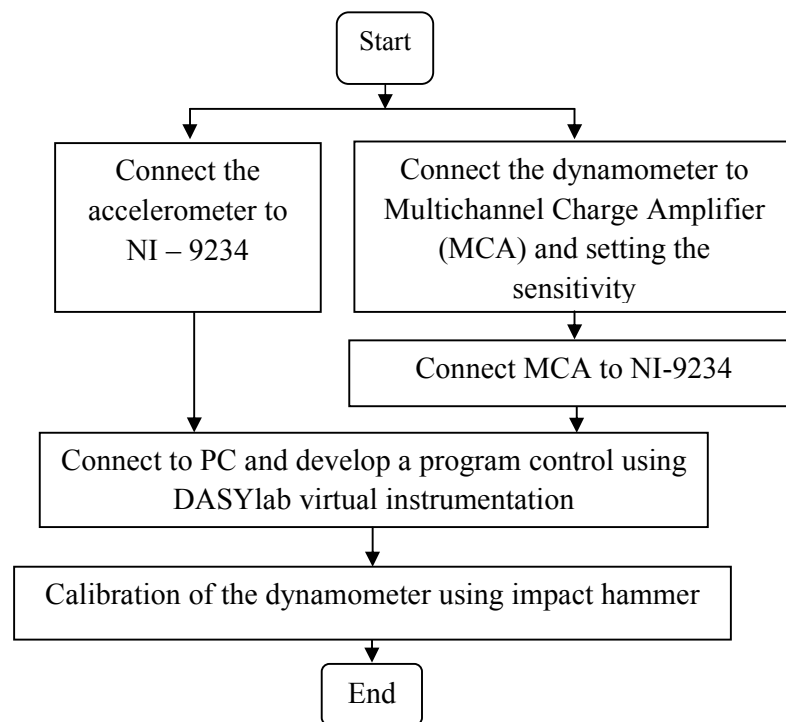 Start
Connect the
accelerometer to
NI – 9234
Connect the dynamometer to
Multichannel Charge Amplifier
(MCA) and setting the
sensitivity
Connect MCA to NI-9234
Connect to PC and develop a program control using
DASYlab virtual instrumentation
Calibration of the dynamometer using impact hammer
End